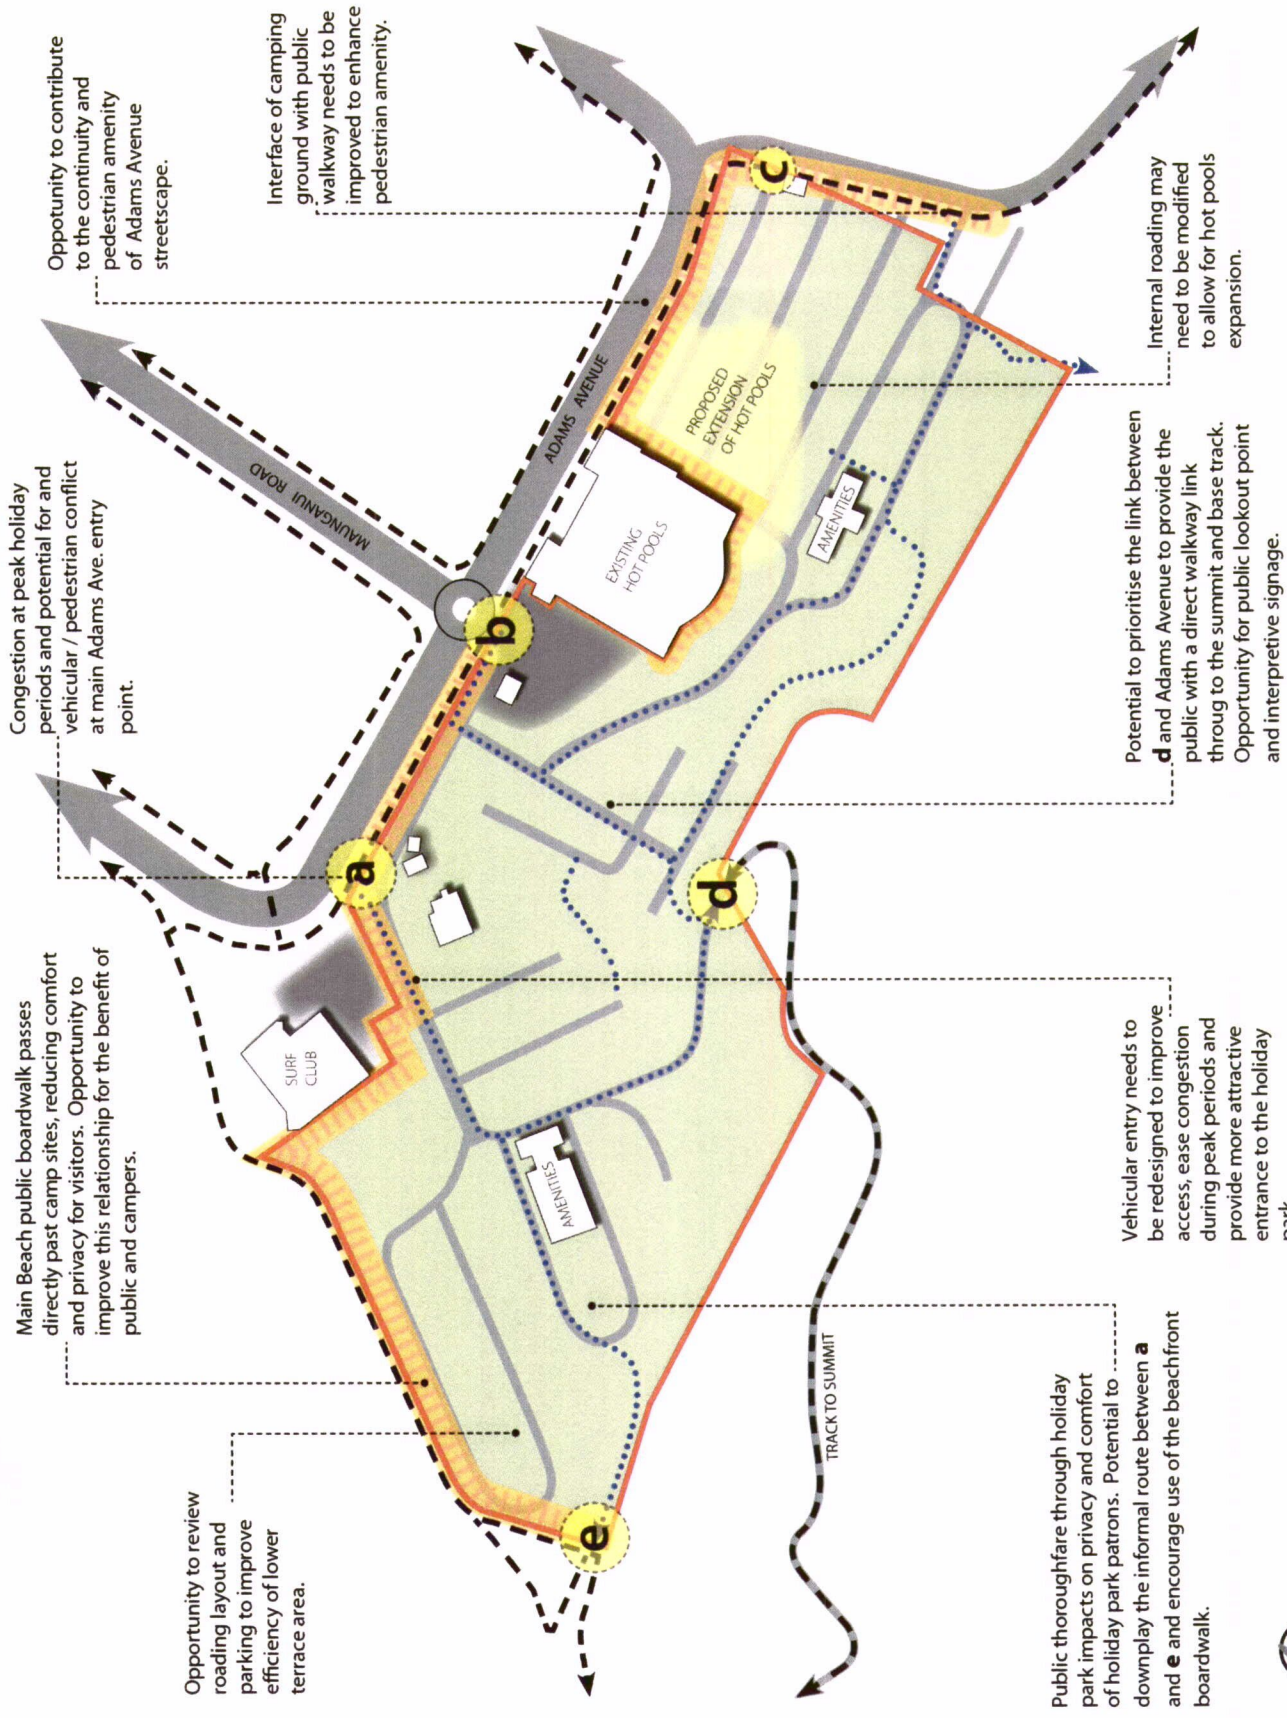 Opportunity to review
roading layout and
parking to improve
efficiency of lower
terrace area.
Main Beach public boardwalk passes
directly past camp sites, reducing comfort
and privacy for visitors. Opportunity to
improve this relationship for the benefit of
public and campers.
Congestion at peak holiday
periods and potential for and
vehicular / pedestrian conflict
at main Adams Ave. entry
point.
Oppotunity to contribute
to the continuity and
pedestrian amenity
of Adams Avenue
streetscape.
Interface of camping
ground with public
walkway needs to be
improved to enhance
pedestrian amenity.
MAUNGANUI ROAD
ADAMS AVENUE
SURF
CLUB
a
b
c
d
e
EXISTING
HOT POOLS
PROPOSED
EXTENSION
OF HOT POOLS
AMENITIES
AMENITIES
TRACK TO SUMMIT
Public thoroughfare through holiday
park impacts on privacy and comfort
of holiday park patrons. Potential to
downplay the informal route between a
and e and encourage use of the beachfront
boardwalk.
Vehicular entry needs to
be redesigned to improve
access, ease congestion
during peak periods and
provide more attractive
entrance to the holiday
park
Potential to prioritise the link between
d and Adams Avenue to provide the
public with a direct walkway link
throug to the summit and base track.
Opportunity for public lookout point
and interpretive signage.
Internal roading may
need to be modified
to allow for hot pools
expansion.